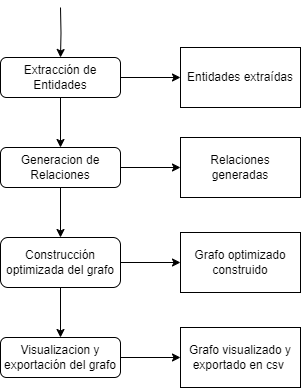 Extracción de
Entidades
Entidades extraídas
Generacion de
Relaciones
Relaciones
generadas
Construcción
optimizada del grafo
Grafo optimizado
construido
Visualizacion y
exportación del grafo
Grafo visualizado y
exportado en csv